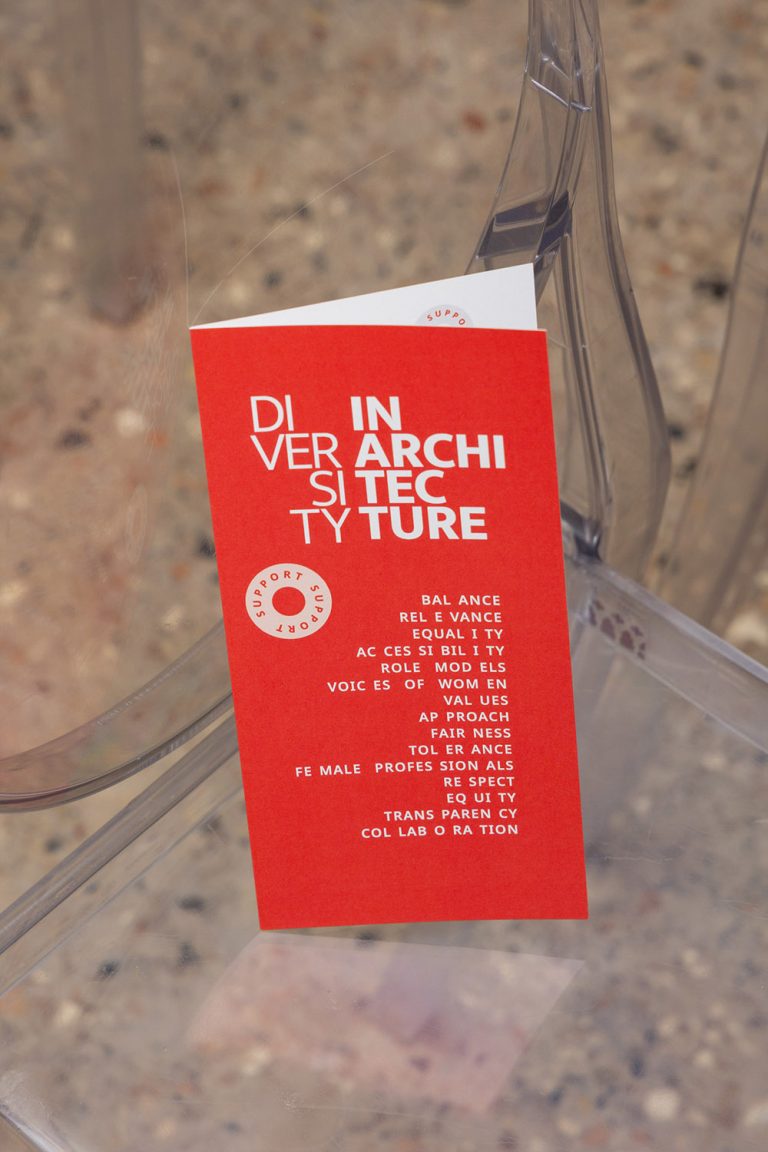 SUPPO
DI IN
VER ARCHI
SI TEC
TY TURE
SUPPORT SUPPORT
BAL ANCE
REL E VANCE
EQUAL I TY
AC CES SI BIL I TY
ROLE MOD ELS
VOIC ES OF WOM EN
VAL UES
AP PROACH
FAIR NESS
TOL ER ANCE
FE MALE PROFES SION ALS
RE SPECT
EQ UI TY
TRANS PAREN CY
COL LAB O RA TION